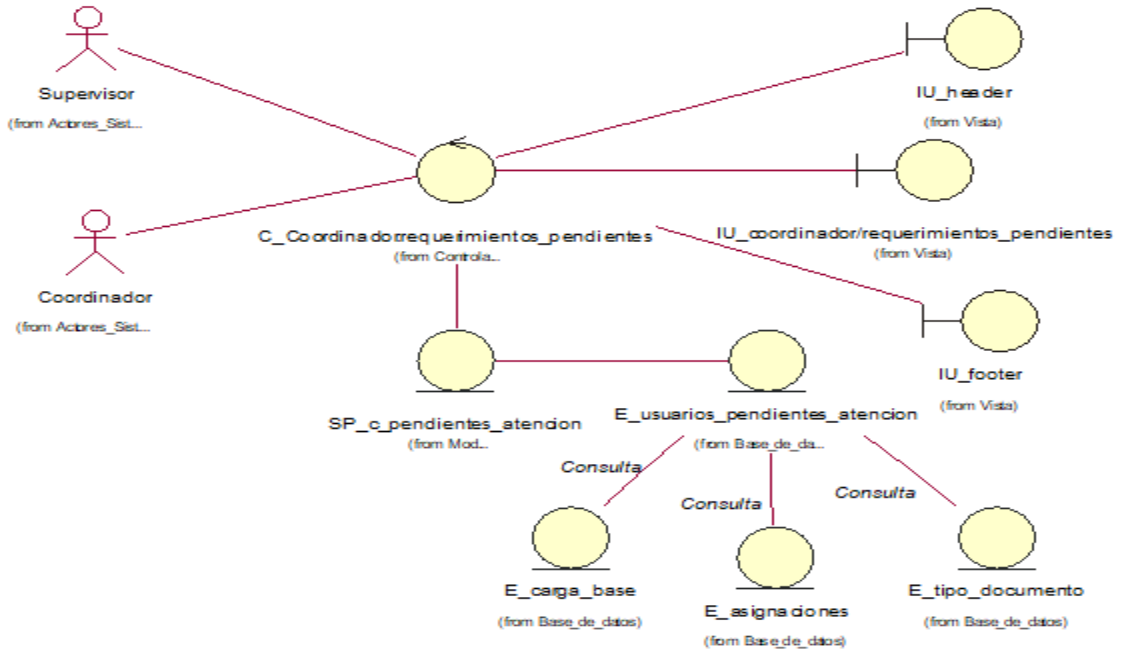 Supervisor
(from Actores_Sist...
IU_header
(from Vista)
C_Coordinadorrequerimientos_pendientes
(from Controla...
IU_coordinador/requerimientos_pendientes
(from Vista)
Coordinador
(from Actores_Sist...
IU_footer
(from Vista)
SP_c_pendientes_atencion
(from Mod...
E_usuarios_pendientes_atencion
(from Base_de_da...
Consulta
Consulta
Consulta
E_carga_base
(from Base_de_datos)
E_asignaciones
(from Base_de_datos)
E_tipo_documento
(from Base_de_datos)